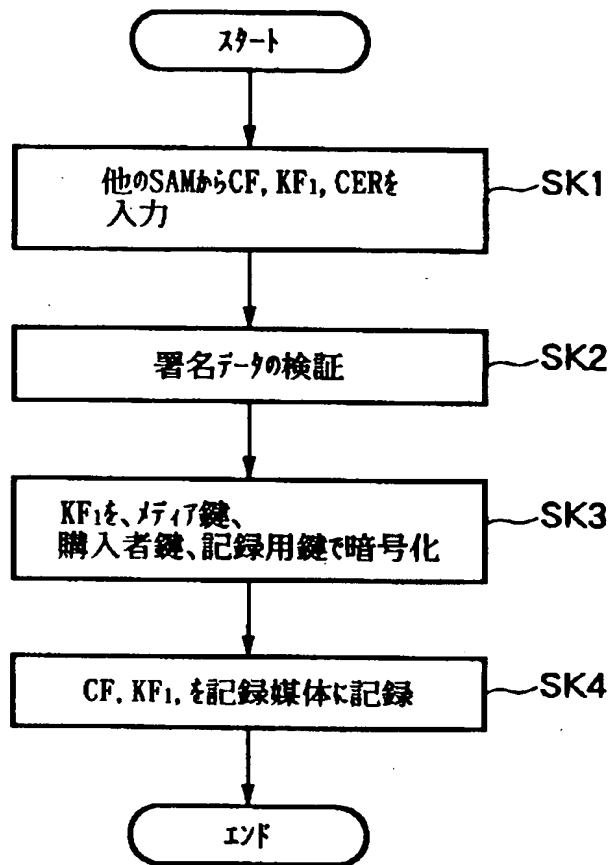 スタート
他のSAMからCF, KF₁, CERを
入力
SK1
署名データの検証
SK2
KF₁を、メディア鍵、
購入者鍵、記録用鍵で暗号化
SK3
CF, KF₁, を記録媒体に記録
SK4
エンド